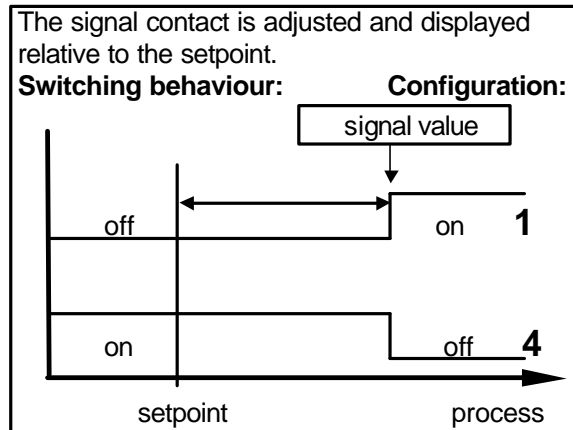 The signal contact is adjusted and displayed
relative to the setpoint.
Switching behaviour: Configuration:
signal value
off on 1
on off 4
setpoint process